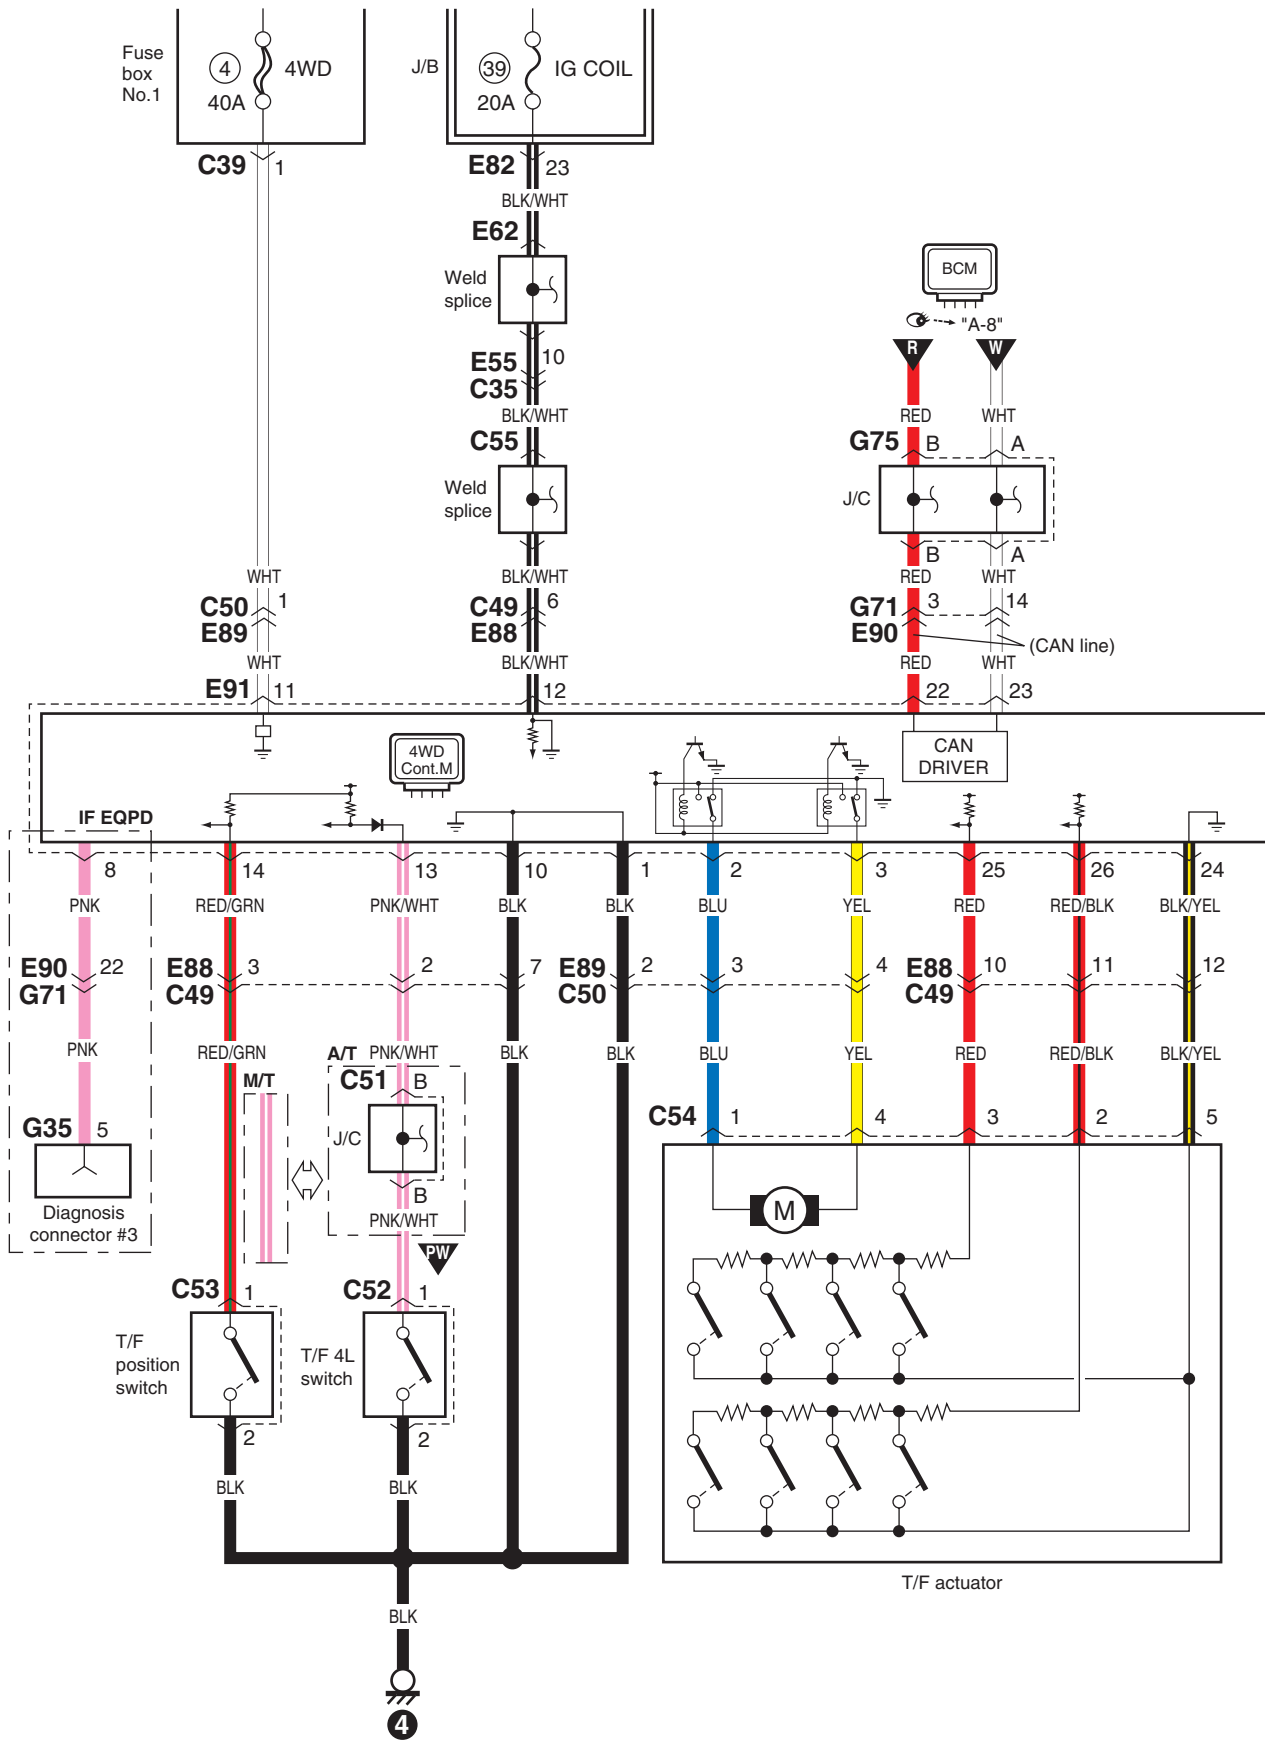 Fuse
box
No.1
4
4WD
40A
J/B
39
IG COIL
20A
C39 1
E82 23
BLK/WHT
E62
Weld
splice
BCM
"A-8"
R W
E55 10
C35
BLK/WHT
RED WHT
C55
G75 B A
Weld
splice
J/C
B A
WHT BLK/WHT RED WHT
C50 1
E89
C49 6
E88
G71 3 14
E90
(CAN line)
WHT BLK/WHT RED WHT
E91 11 12 22 23
4WD
Cont.M
CAN
DRIVER
IF EQPD
8 14 13 10 1 2 3 25 26 24
PNK RED/GRN PNK/WHT BLK BLK BLU YEL RED RED/BLK BLK/YEL
E90 22
G71
E88 3 2 7
C49
E89 2 3 4
C50
E88 10 11 12
C49
PNK RED/GRN A/T PNK/WHT BLK BLK BLU YEL RED RED/BLK BLK/YEL
M/T
C51 B
G35 5
J/C
C54 1 4 3 2 5
B
PNK/WHT
Diagnosis
connector #3
M
PW
C53 1
C52 1
T/F
position
switch
T/F 4L
switch
2 2
BLK BLK
T/F actuator
BLK
4